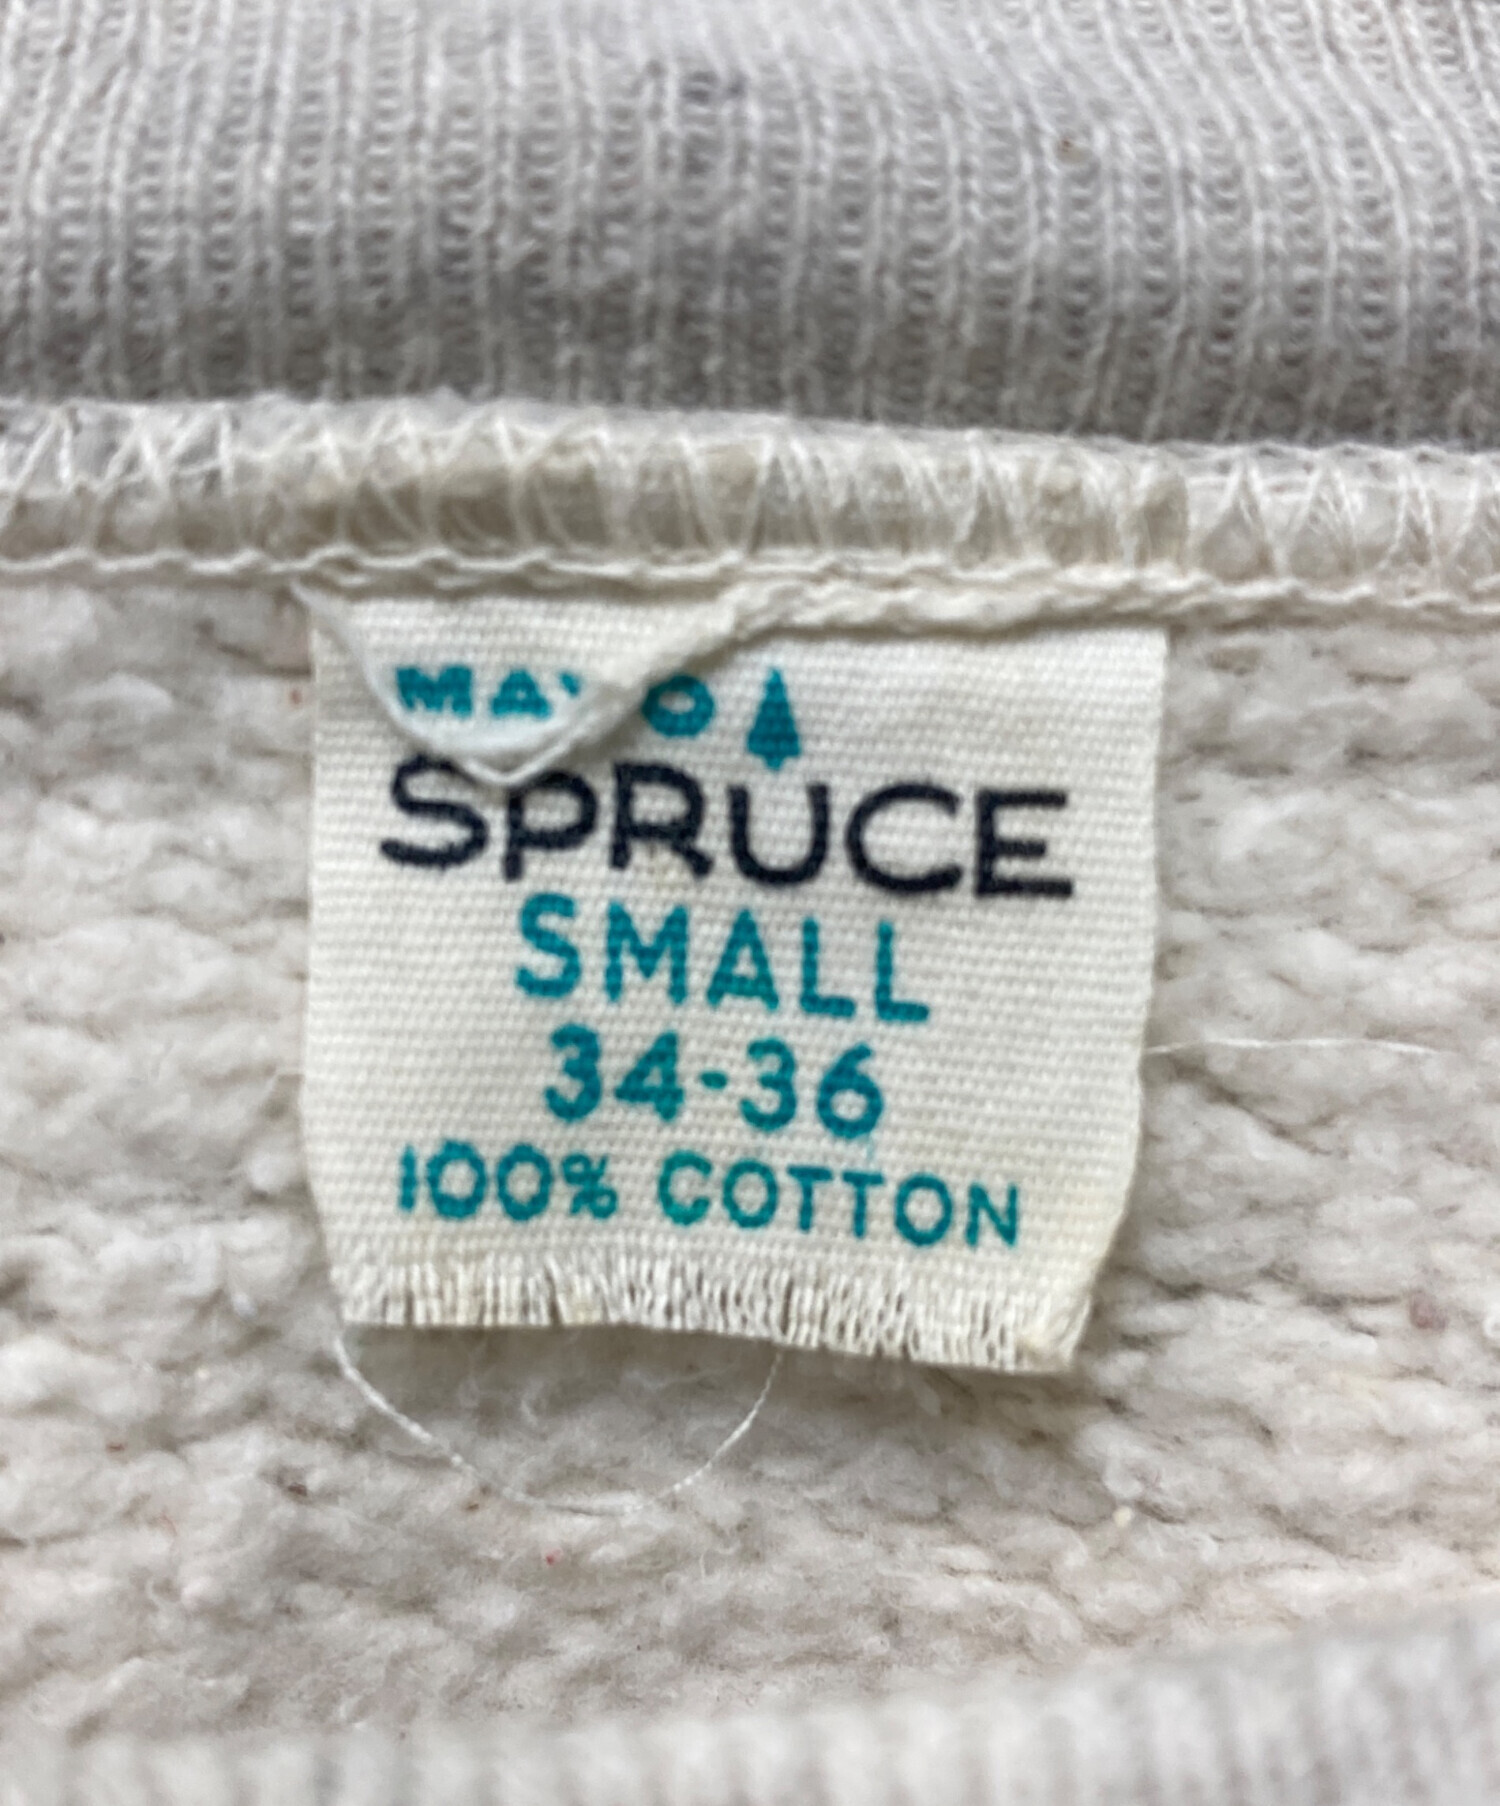 SPRUCE
SMALL
34-36
100% COTTON